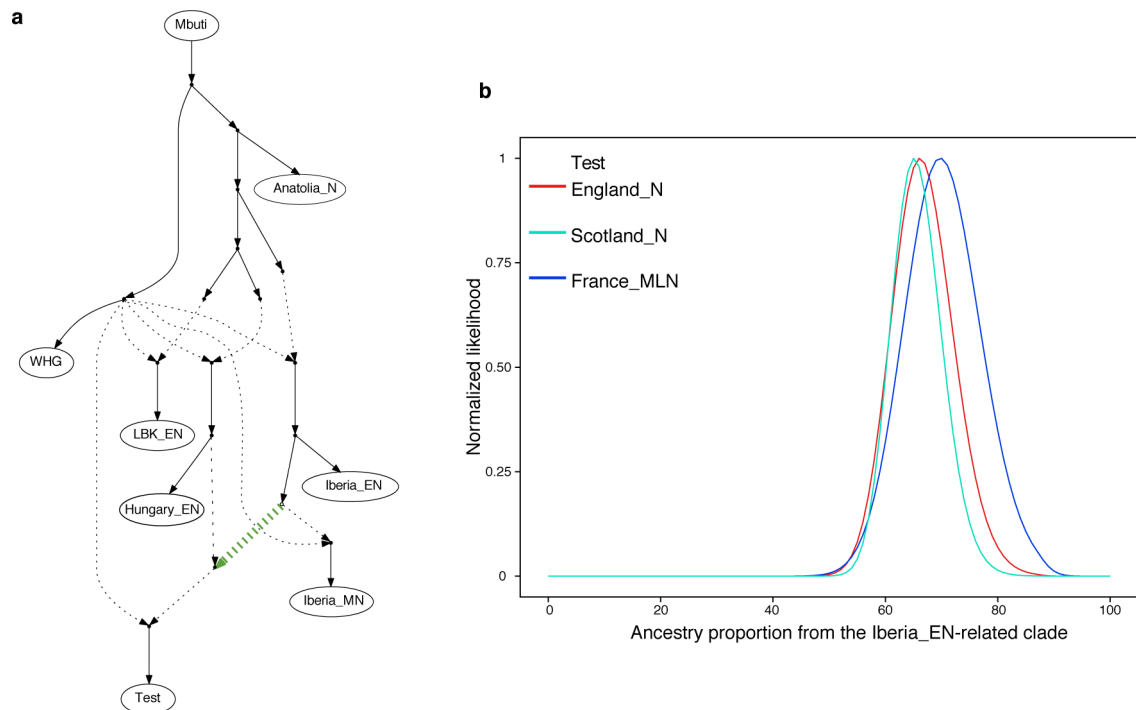 a
Mbuti
Anatolia_N
WHG
LBK_EN
Iberia_EN
Hungary_EN
Iberia_MN
Test
b
Test
England_N
Scotland_N
France_MLN
Normalized likelihood
1
0.75
0.50
0.25
0
0 20 40 60 80 100
Ancestry proportion from the Iberia_EN-related clade